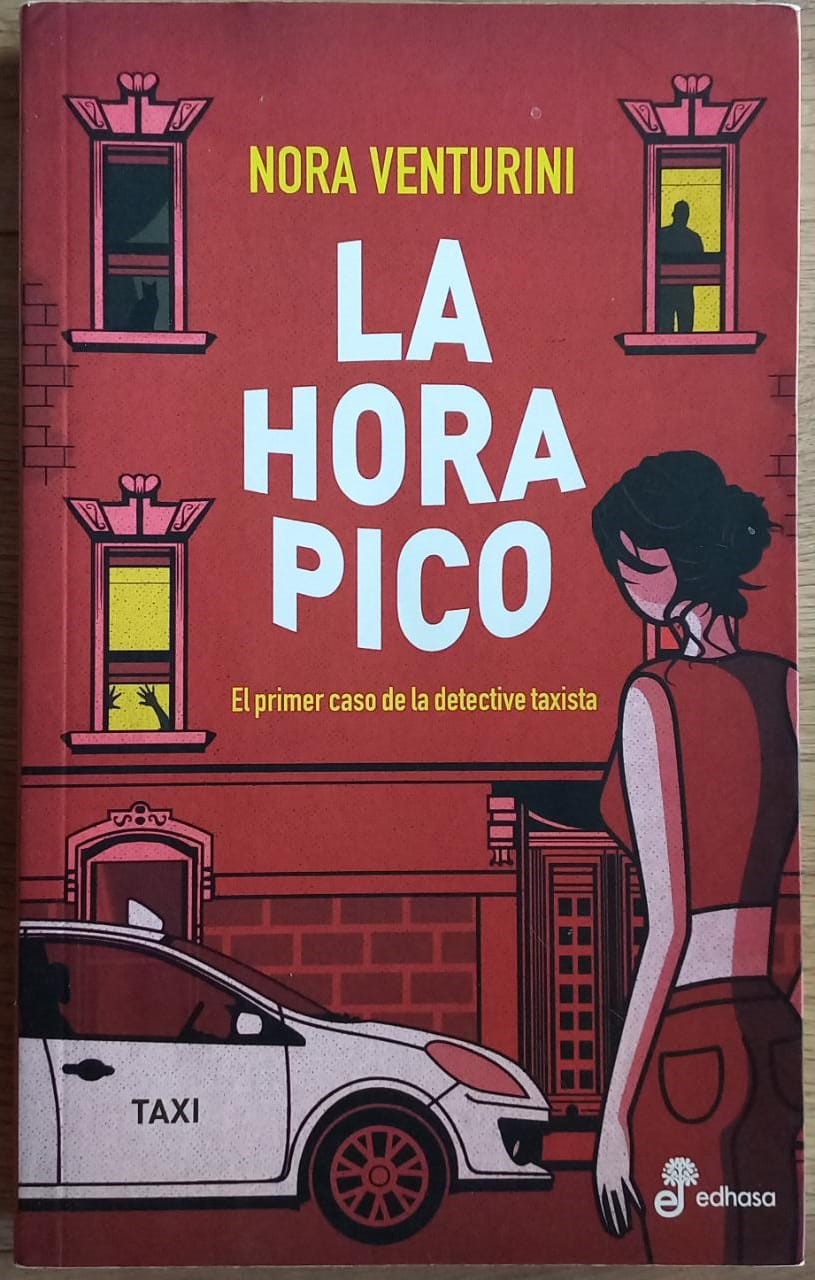 NORA VENTURINI
LA
HORA
PICO
El primer caso de la detective taxista
TAXI
edhasa